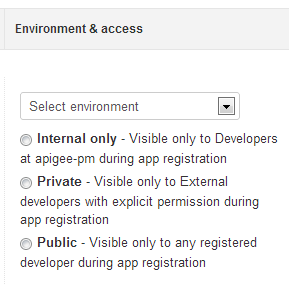 Environment & access
Select environment
Internal only - Visible only to Developers
at apigee-pm during app registration
Private - Visible only to External
developers with explicit permission during
app registration
Public - Visible only to any registered
developer during app registration